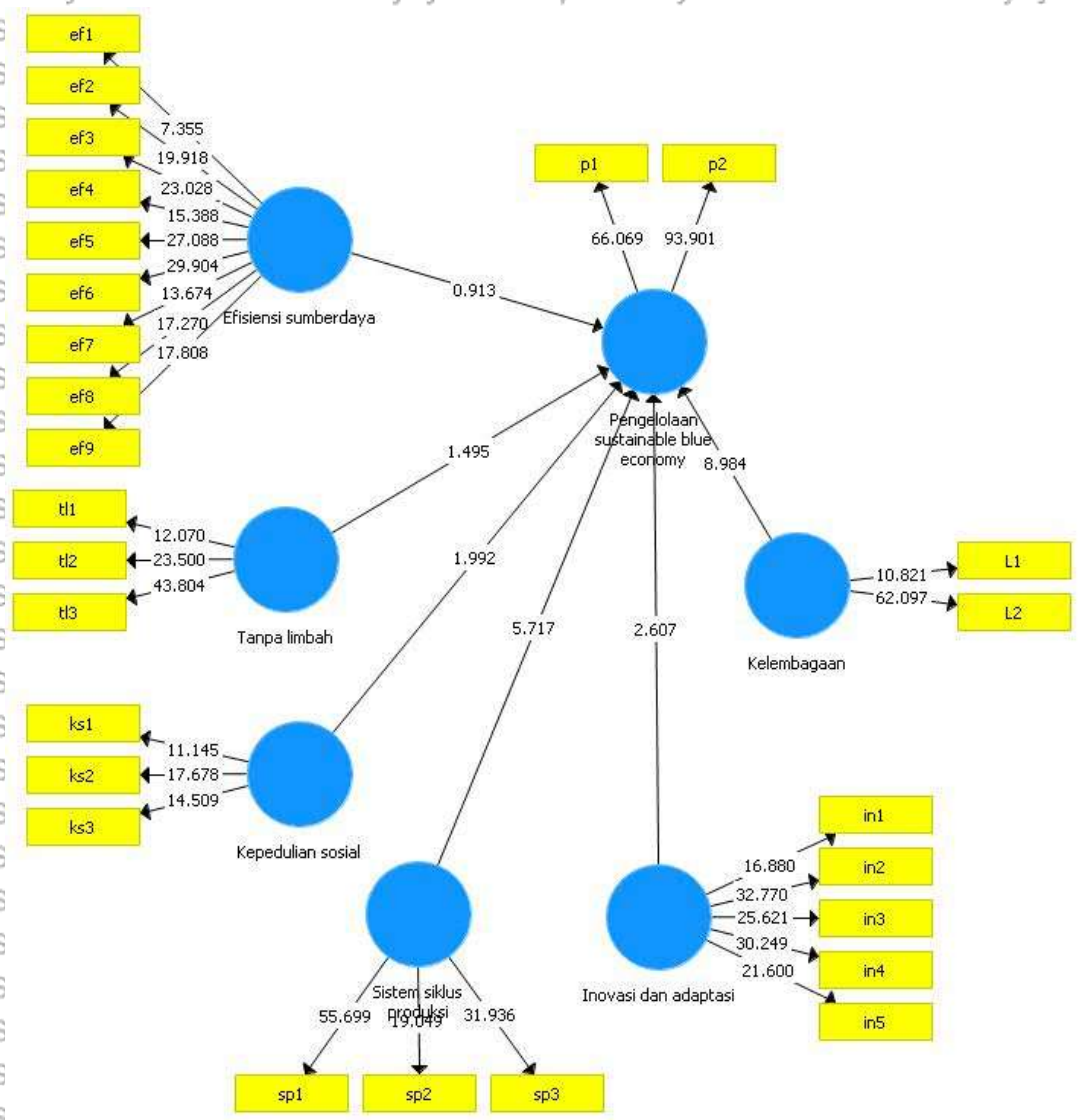 ef1
ef2
ef3
ef4
ef5
ef6
ef7
ef8
ef9
7.355
19.918
23.028
15.388
27.088
29.904
13.674
17.270
17.808
Efisiensi sumberdaya
0.913
p1
p2
66.069
93.901
Pengelolaan
sustainable blue
economy
8.984
1.495
tl1
tl2
tl3
12.070
23.500
43.804
Tanpa limbah
1.992
5.717
2.607
L1
L2
10.821
62.097
Kelembagaan
ks1
ks2
ks3
11.145
17.678
14.509
Kepedulian sosial
in1
in2
in3
in4
in5
16.880
32.770
25.621
30.249
21.600
Inovasi dan adaptasi
Sistem siklus
produksi
55.699
19.049
31.936
sp1
sp2
sp3